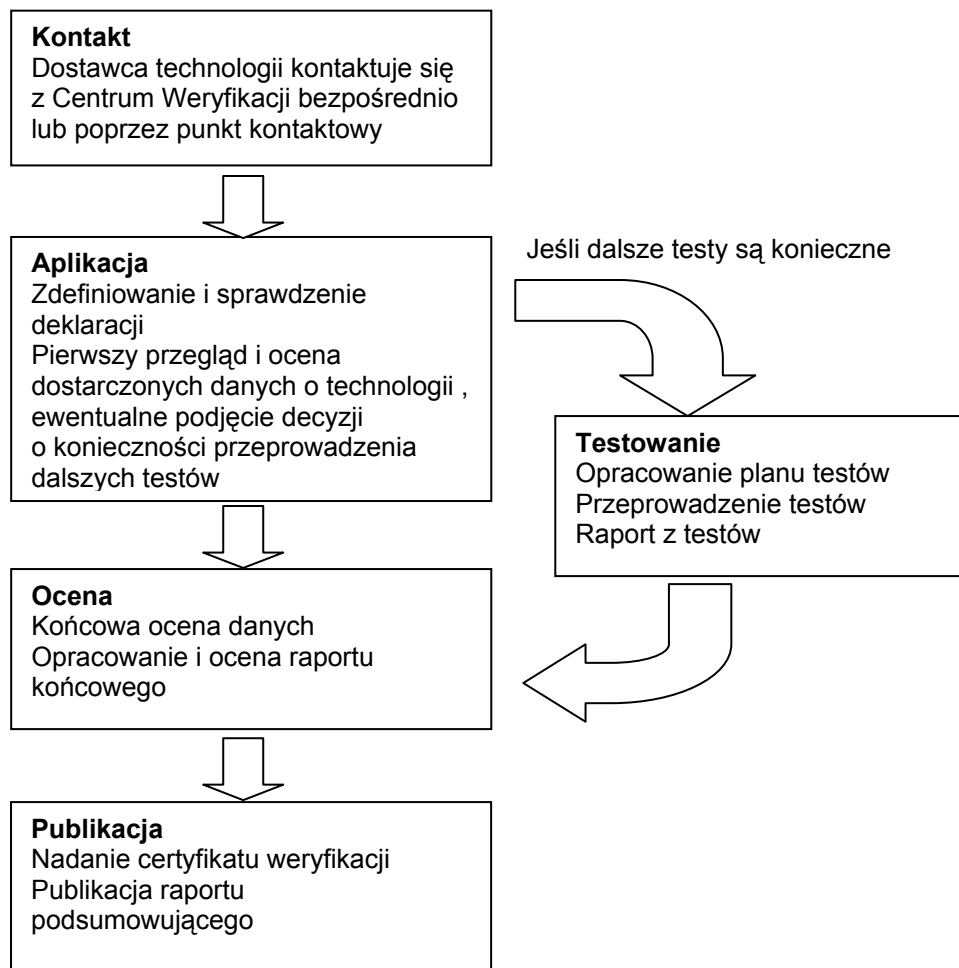 Kontakt
Dostawca technologii kontaktuje się
z Centrum Weryfikacji bezpośrednio
lub poprzez punkt kontaktowy
Jeśli dalsze testy są konieczne
Aplikacja
Zdefiniowanie i sprawdzenie
deklaracji
Pierwszy przegląd i ocena
dostarczonych danych o technologii ,
ewentualne podjęcie decyzji
o konieczności przeprowadzenia
dalszych testów
Testowanie
Opracowanie planu testów
Przeprowadzenie testów
Raport z testów
Ocena
Końcowa ocena danych
Opracowanie i ocena raportu
końcowego
Publikacja
Nadanie certyfikatu weryfikacji
Publikacja raportu
podsumowującego